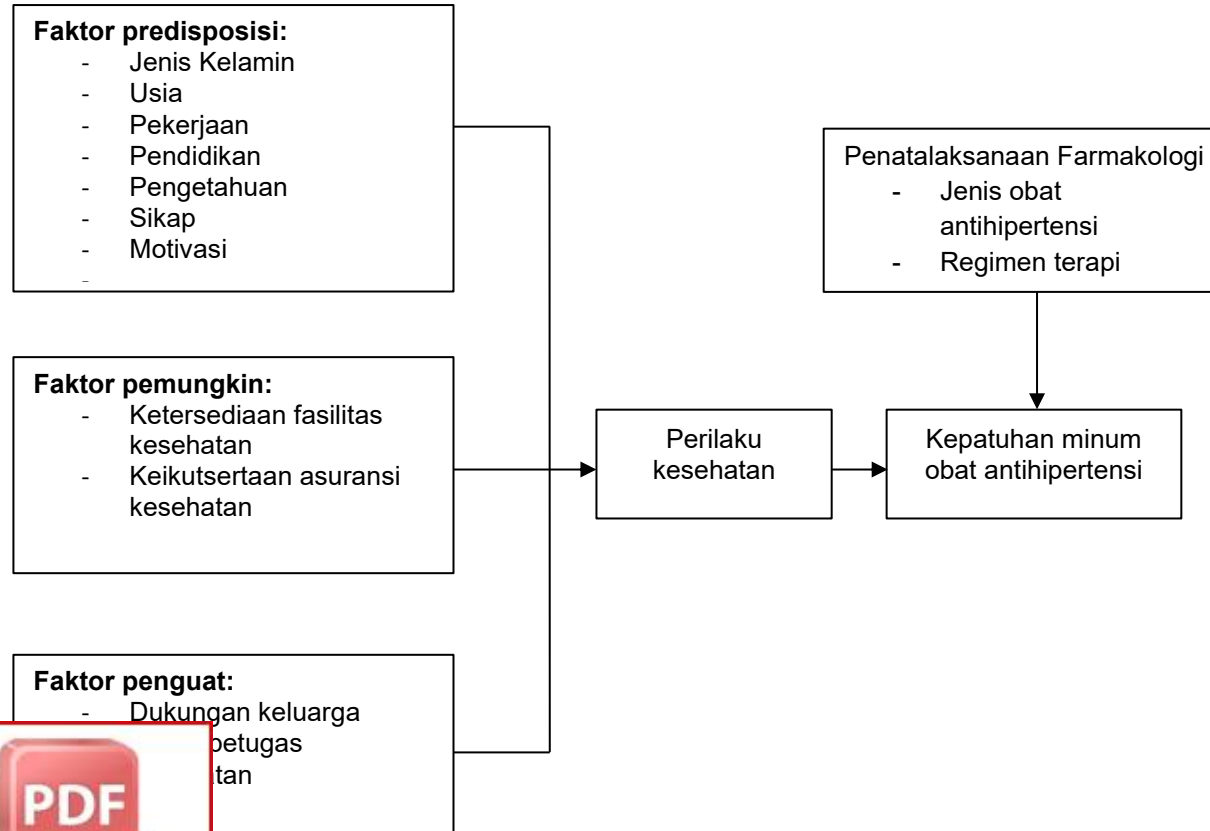 Faktor predisposisi:
- Jenis Kelamin
- Usia
- Pekerjaan
- Pendidikan
- Pengetahuan
- Sikap
- Motivasi
-
Faktor pemungkin:
- Ketersediaan fasilitas
kesehatan
- Keikutsertaan asuransi
kesehatan
Faktor penguat:
- Dukungan keluarga
petugas
Perilaku
kesehatan
Penatalaksanaan Farmakologi
- Jenis obat
antihipertensi
- Regimen terapi
Kepatuhan minum
obat antihipertensi
PDF